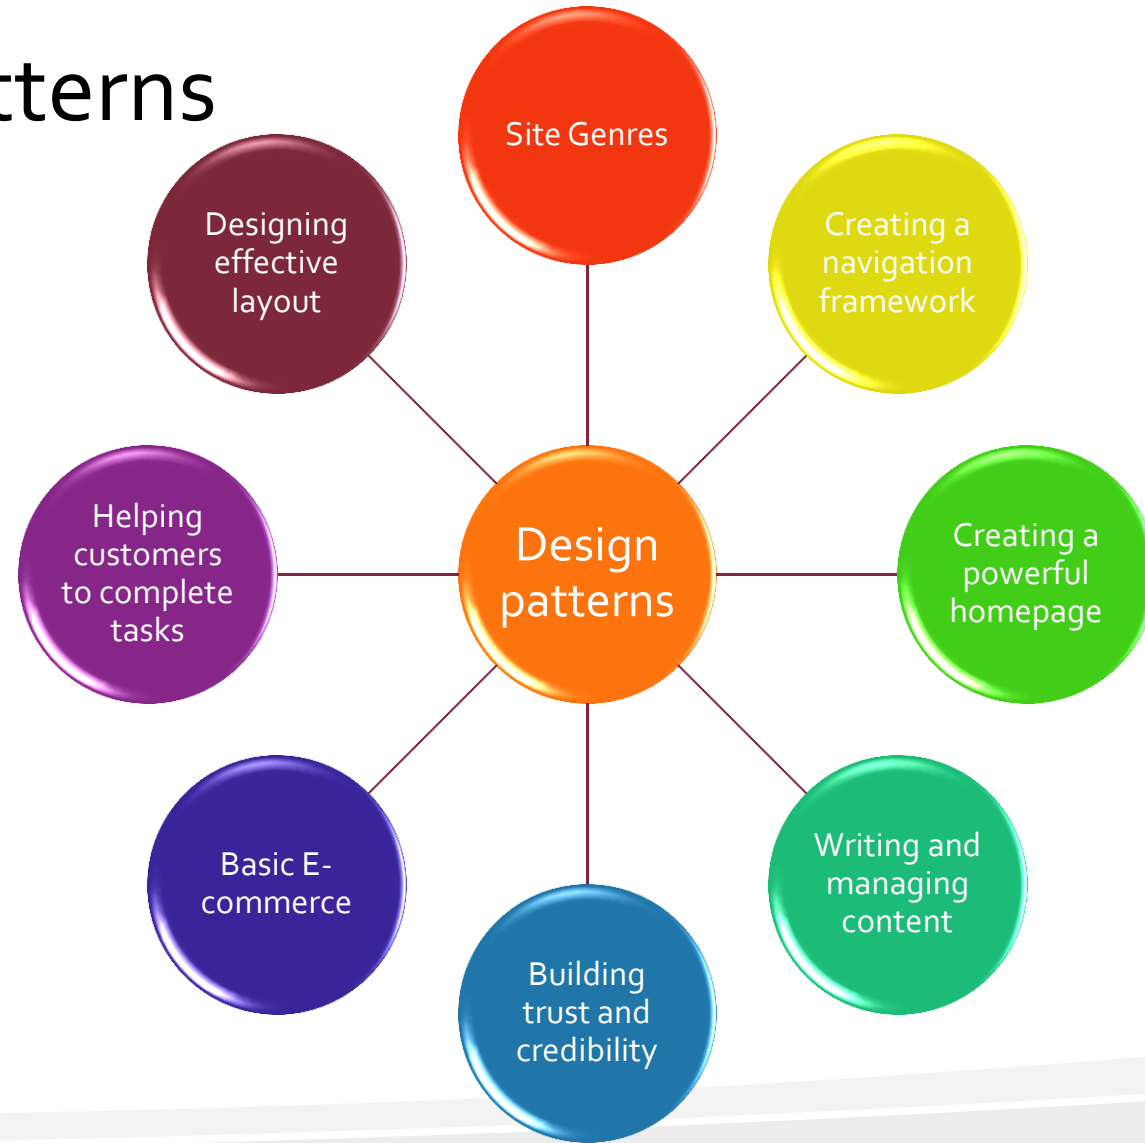 tterns
Site Genres
Creating a
navigation
framework
Creating a
powerful
homepage
Writing and
managing
content
Building
trust and
credibility
Basic E-
commerce
Helping
customers
to complete
tasks
Designing
effective
layout
Design
patterns